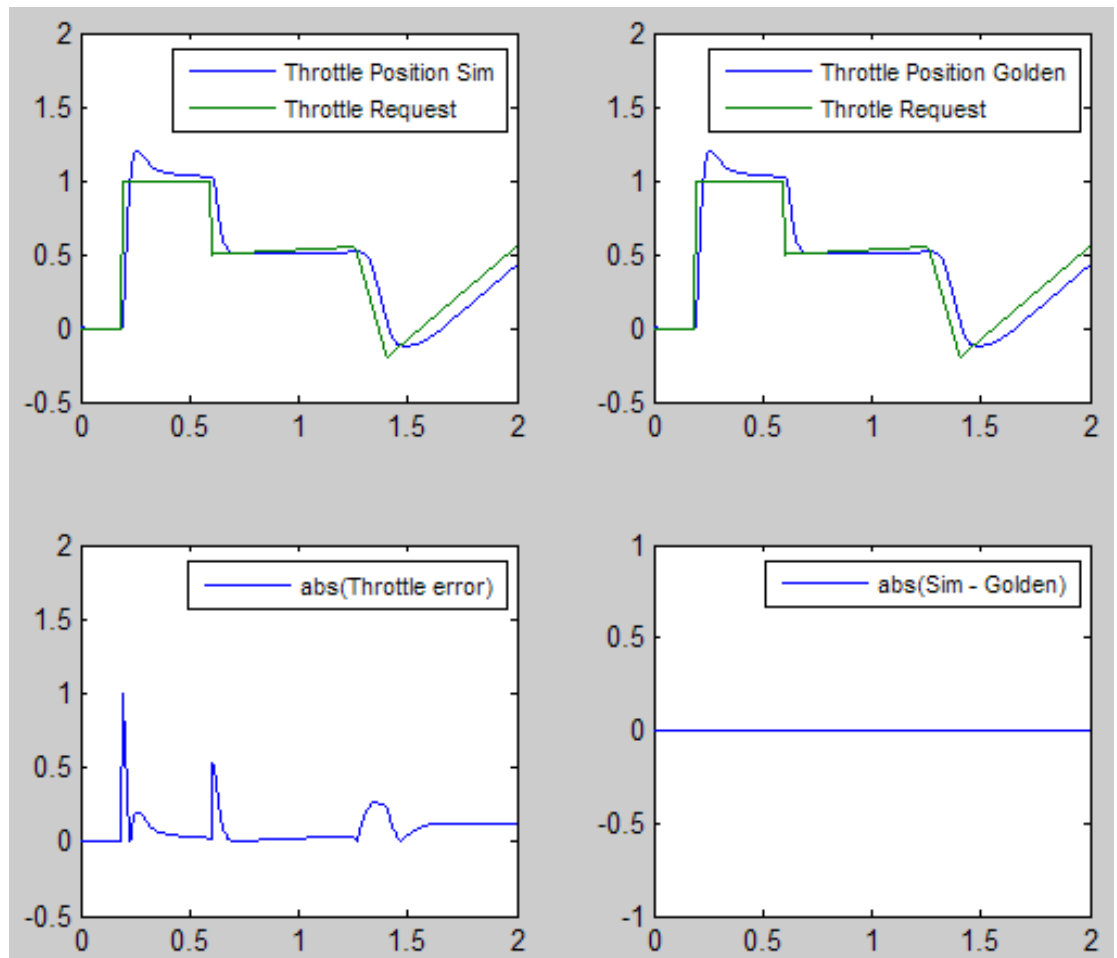 2
1.5
1
0.5
0
-0.5
0 0.5 1 1.5 2
Throttle Position Sim
Throttle Request
2
1.5
1
0.5
0
-0.5
0 0.5 1 1.5 2
Throttle Position Golden
Throtle Request
2
1.5
1
0.5
0
-0.5
0 0.5 1 1.5 2
abs(Throttle error)
1
0.5
0
-0.5
-1
0 0.5 1 1.5 2
abs(Sim - Golden)